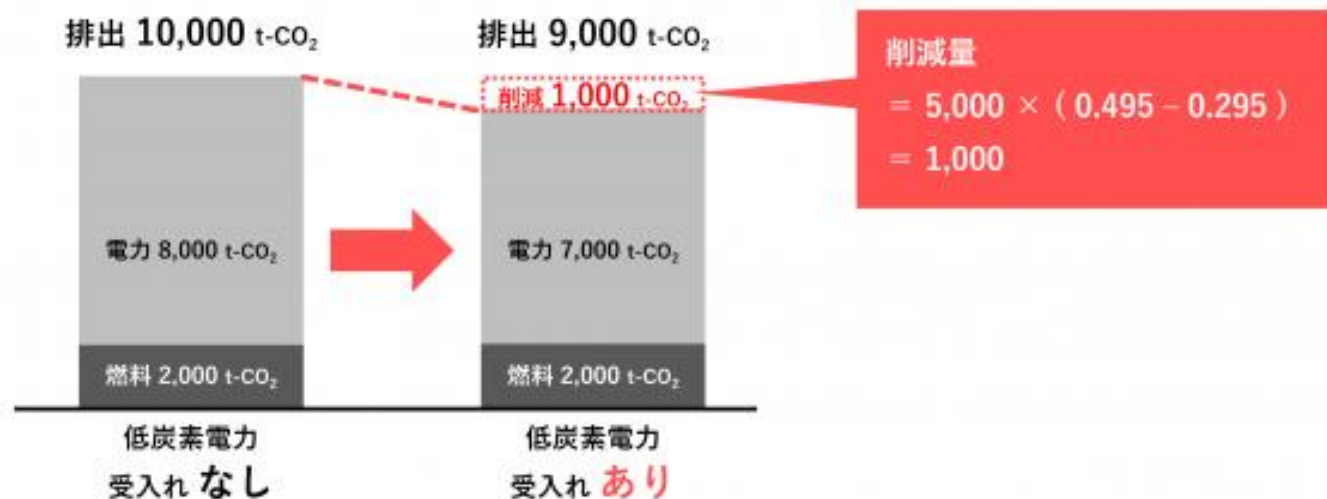 排出 10,000 t-CO₂
電力 8,000 t-CO₂
燃料 2,000 t-CO₂
低炭素電力
受入れ なし
排出 9,000 t-CO₂
削減 1,000 t-CO₂
電力 7,000 t-CO₂
燃料 2,000 t-CO₂
低炭素電力
受入れ あり
削減量
= 5,000 × ( 0.495 − 0.295 )
= 1,000